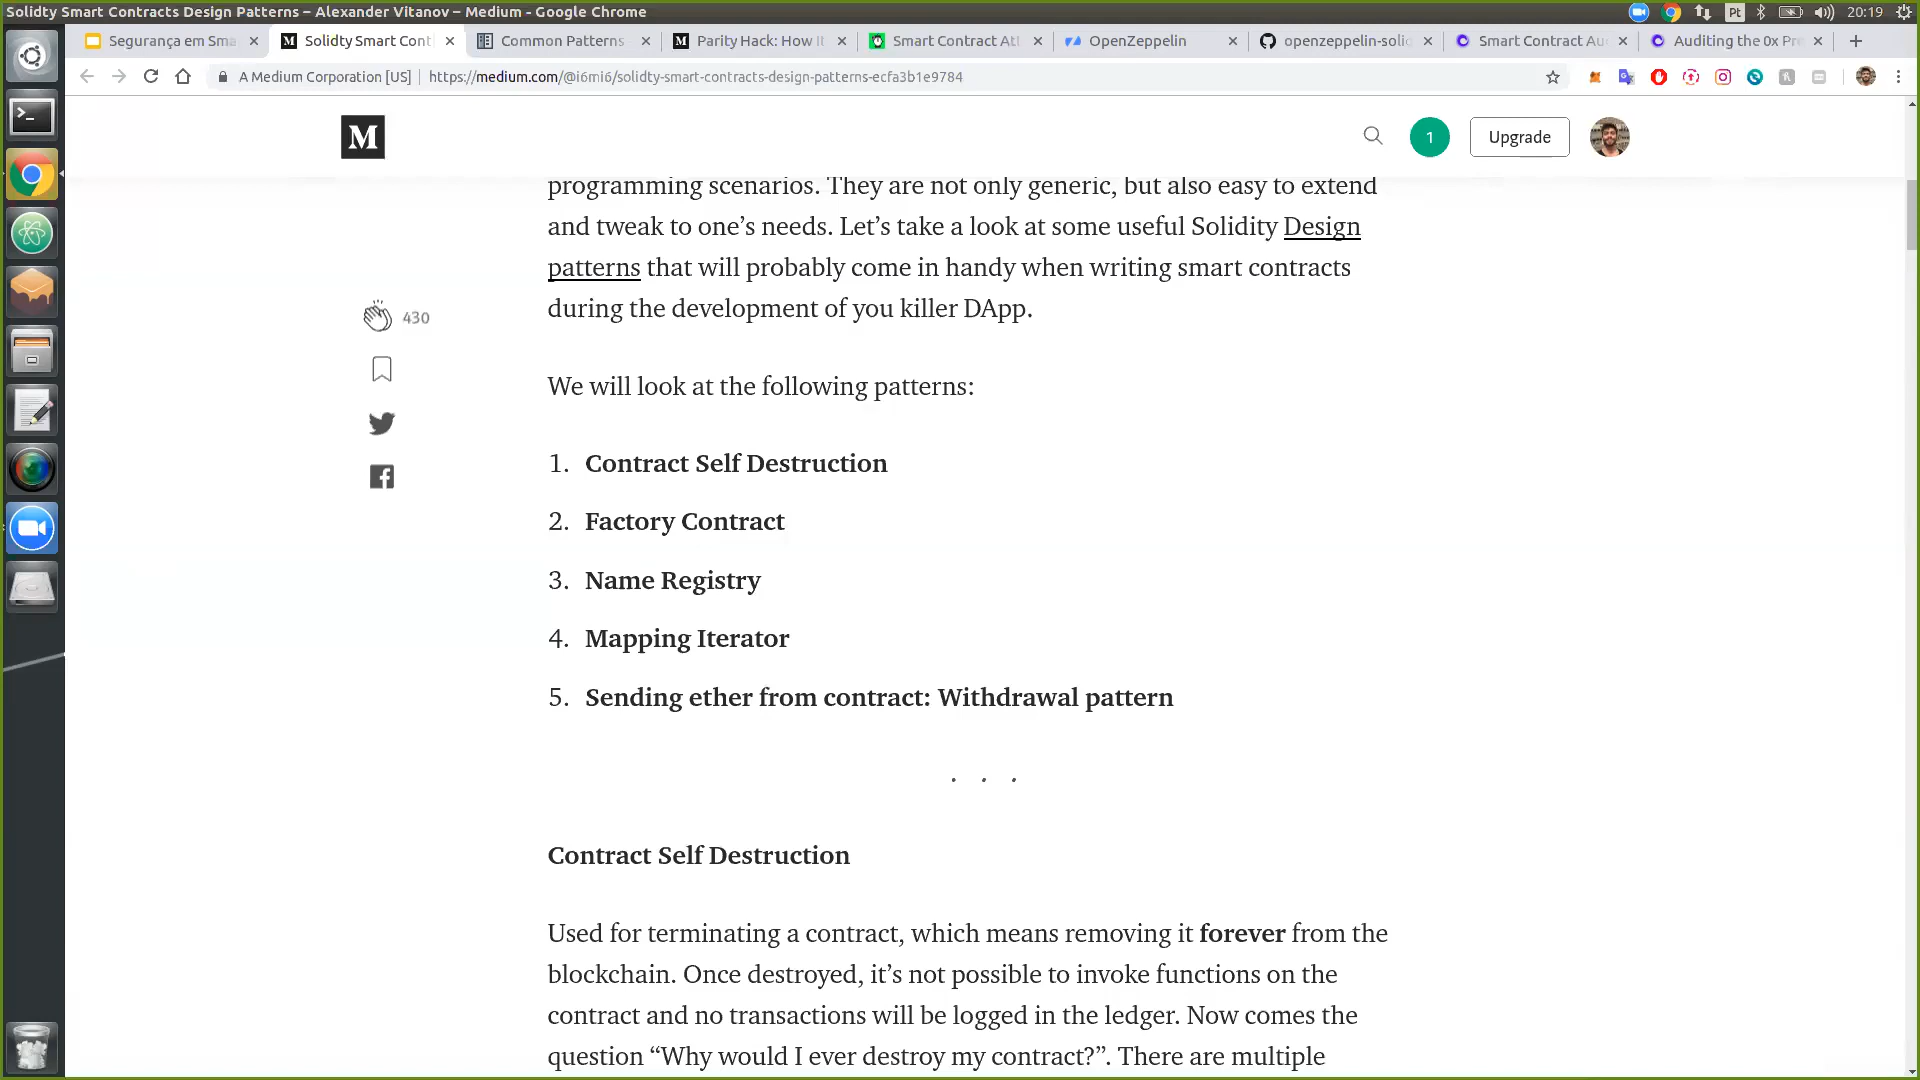 Solidty Smart Contracts Design Patterns – Alexander Vitanov – Medium - Google Chrome
Pt
20:19
Segurança em Sma
Solidty Smart Cont
Common Patterns
Parity Hack: How I
Smart Contract At
OpenZeppelin
openzeppelin-solid
Smart Contract Au
Auditing the 0x Pr
A Medium Corporation [US]
https://medium.com/@i6mi6/solidty-smart-contracts-design-patterns-ecfa3b1e9784
M
1
Upgrade
programming scenarios. They are not only generic, but also easy to extend
and tweak to one’s needs. Let’s take a look at some useful Solidity Design
patterns that will probably come in handy when writing smart contracts
during the development of you killer DApp.
430
We will look at the following patterns:
1. Contract Self Destruction
2. Factory Contract
3. Name Registry
4. Mapping Iterator
5. Sending ether from contract: Withdrawal pattern
. . .
Contract Self Destruction
Used for terminating a contract, which means removing it forever from the
blockchain. Once destroyed, it’s not possible to invoke functions on the
contract and no transactions will be logged in the ledger. Now comes the
question “Why would I ever destroy my contract?”. There are multiple